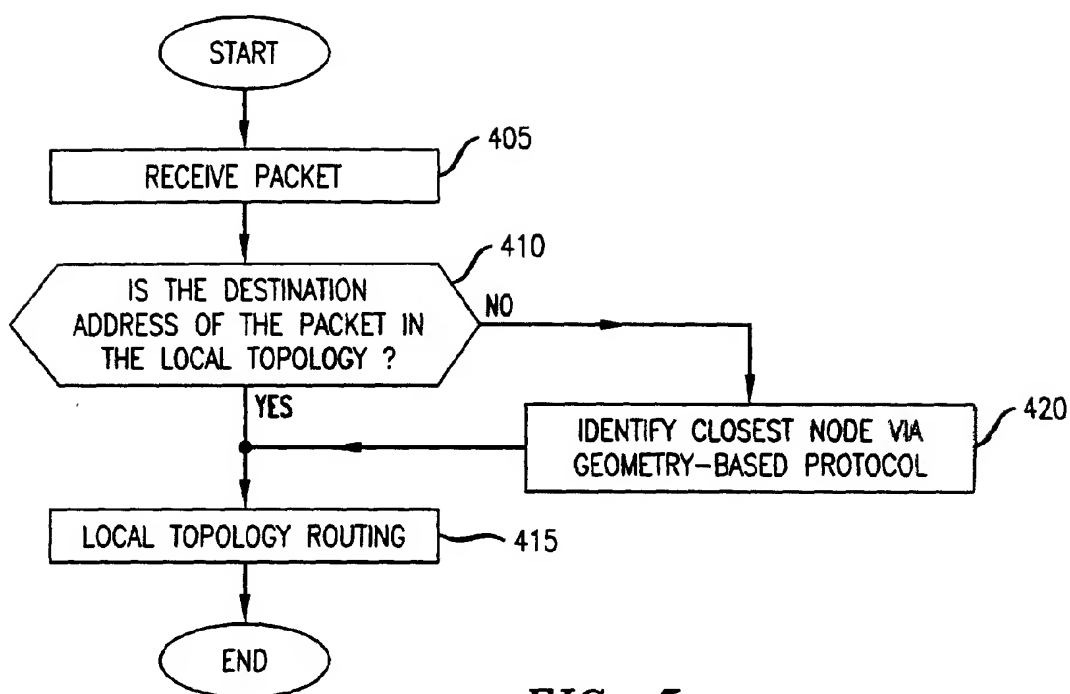 START
405
RECEIVE PACKET
410
IS THE DESTINATION
ADDRESS OF THE PACKET IN
THE LOCAL TOPOLOGY ?
NO
YES
420
IDENTIFY CLOSEST NODE VIA
GEOMETRY-BASED PROTOCOL
LOCAL TOPOLOGY ROUTING
415
END